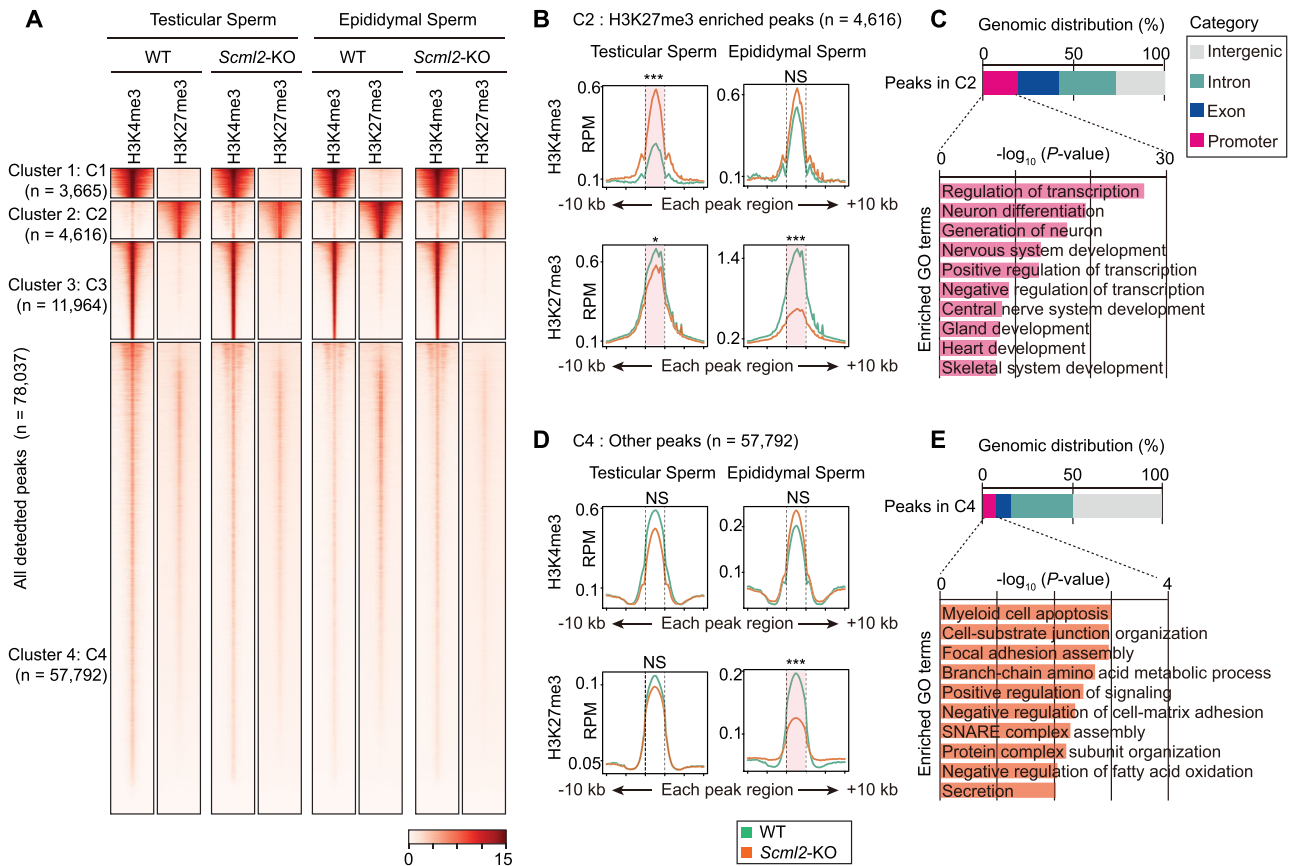 A
Testicular Sperm
Epididymal Sperm
WT
Scml2-KO
WT
Scml2-KO
H3K4me3
H3K27me3
H3K4me3
H3K27me3
H3K4me3
H3K27me3
H3K4me3
H3K27me3
Cluster 1: C1
(n = 3,665)
Cluster 2: C2
(n = 4,616)
Cluster 3: C3
(n = 11,964)
Cluster 4: C4
(n = 57,792)
All detedted peaks (n = 78,037)
0
15
B
C2 : H3K27me3 enriched peaks (n = 4,616)
Testicular Sperm
Epididymal Sperm
***
NS
H3K4me3
RPM
0.6
0.1
0.6
0.1
-10 kb
Each peak region
+10 kb
*
***
H3K27me3
RPM
0.6
0.1
1.4
0.2
-10 kb
Each peak region
+10 kb
C
Genomic distribution (%)
0
50
100
Peaks in C2
Category
Intergenic
Intron
Exon
Promoter
0
-log10 (P-value)
30
Enriched GO terms
Regulation of transcription
Neuron differentiation
Generation of neuron
Nervous system development
Positive regulation of transcription
Negative regulation of transcription
Central nerve system development
Gland development
Heart development
Skeletal system development
D
C4 : Other peaks (n = 57,792)
Testicular Sperm
Epididymal Sperm
NS
NS
H3K4me3
RPM
0.6
0.1
0.2
0.1
-10 kb
Each peak region
+10 kb
NS
***
H3K27me3
RPM
0.1
0.05
0.2
0.1
-10 kb
Each peak region
+10 kb
WT
Scml2-KO
E
Genomic distribution (%)
0
50
100
Peaks in C4
0
-log10 (P-value)
4
Enriched GO terms
Myeloid cell apoptosis
Cell-substrate junction organization
Focal adhesion assembly
Branch-chain amino acid metabolic process
Positive regulation of signaling
Negative regulation of cell-matrix adhesion
SNARE complex assembly
Protein complex subunit organization
Negative regulation of fatty acid oxidation
Secretion